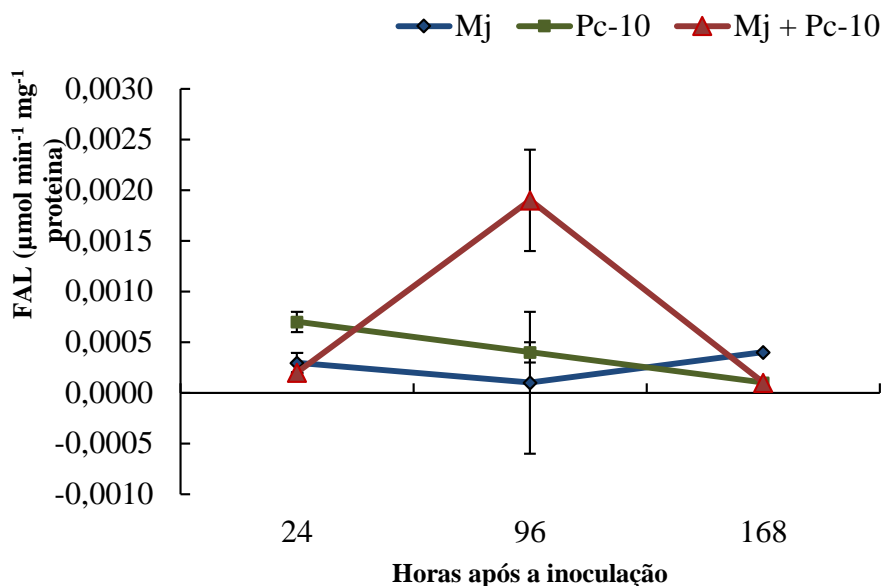 Mj Pc-10 Mj + Pc-10
FAL (µmol min-1 mg-1
proteina)
0,0030
0,0025
0,0020
0,0015
0,0010
0,0005
0,0000
-0,0005
-0,0010
24 96 168
Horas após a inoculação